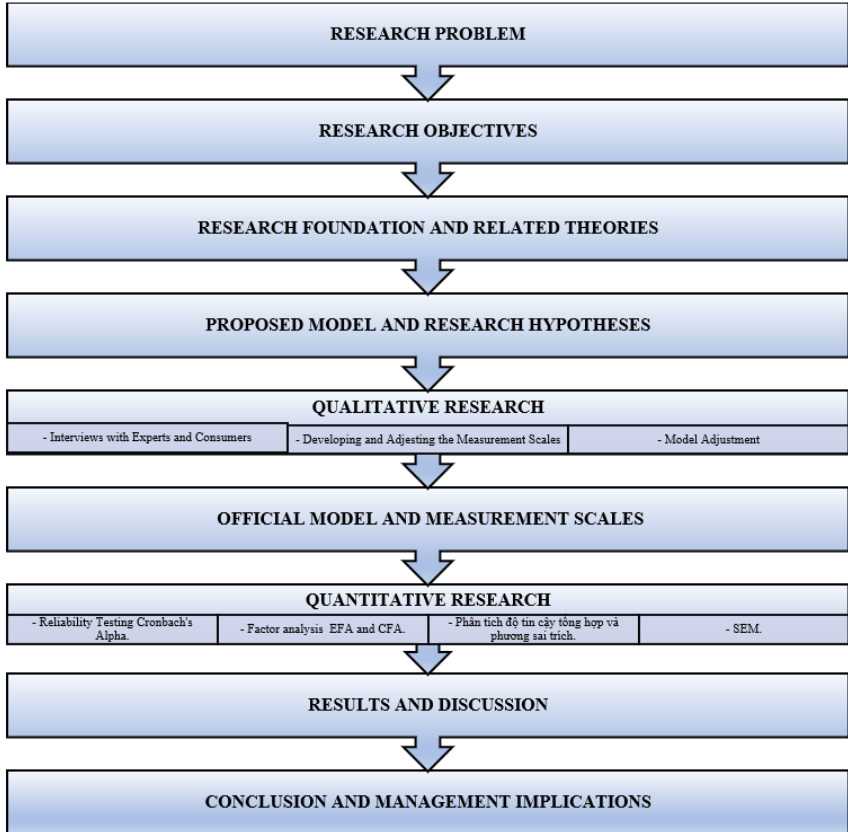 RESEARCH PROBLEM
RESEARCH OBJECTIVES
RESEARCH FOUNDATION AND RELATED THEORIES
PROPOSED MODEL AND RESEARCH HYPOTHESES
QUALITATIVE RESEARCH
- Interviews with Experts and Consumers
- Developing and Adjesting the Measurement Scales
- Model Adjustment
OFFICIAL MODEL AND MEASUREMENT SCALES
QUANTITATIVE RESEARCH
- Reliability Testing Cronbach's
Alpha.
- Factor analysis EFA and CFA.
- Phân tích độ tin cậy tổng hợp và
phương sai trích.
- SEM.
RESULTS AND DISCUSSION
CONCLUSION AND MANAGEMENT IMPLICATIONS